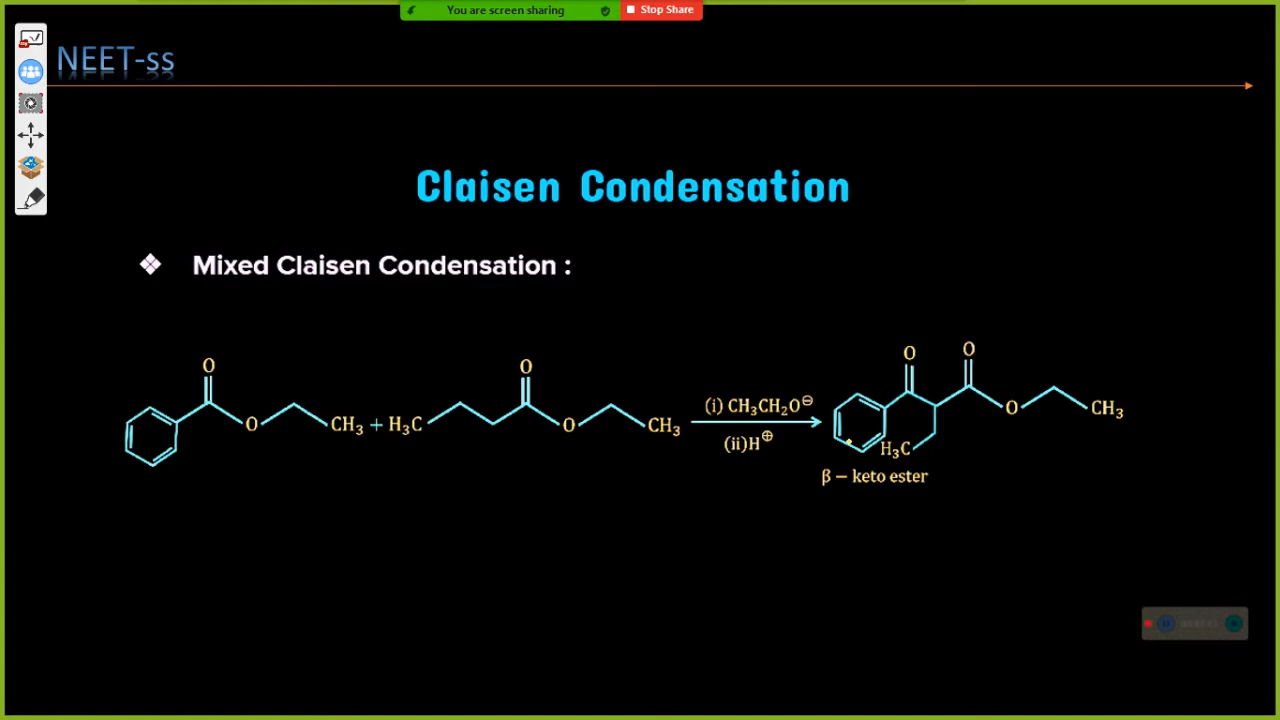 You are screen sharing
Stop Share
NEET-ss
Claisen Condensation
❖ Mixed Claisen Condensation :
O O O O
O CH₃ + H₃C O CH₃ (i) CH₃CH₂O⊖ O CH₃
(ii)H⊕ H₃C
β – keto ester